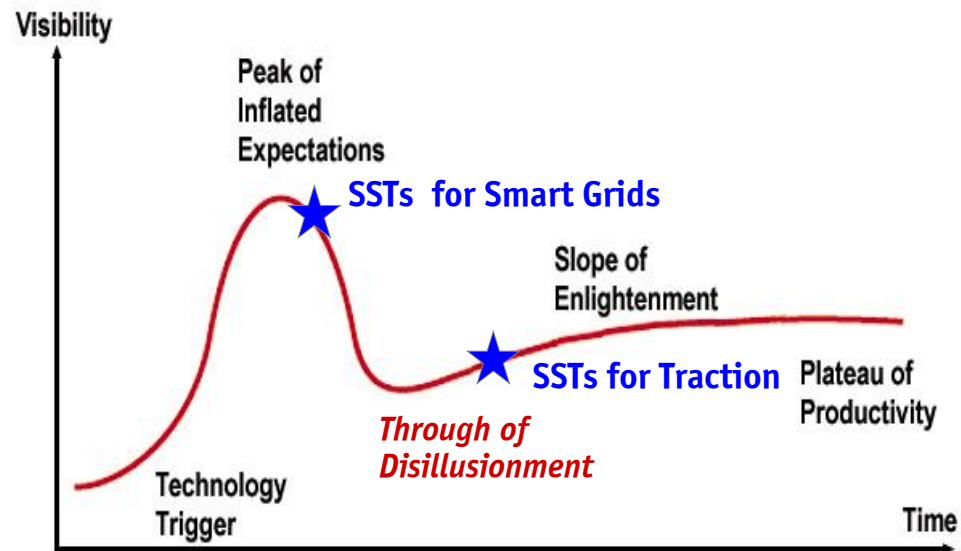 Visibility
Peak of
Inflated
Expectations
SSTs for Smart Grids
Slope of
Enlightenment
SSTs for Traction
Plateau of
Productivity
Through of
Disillusionment
Technology
Trigger
Time